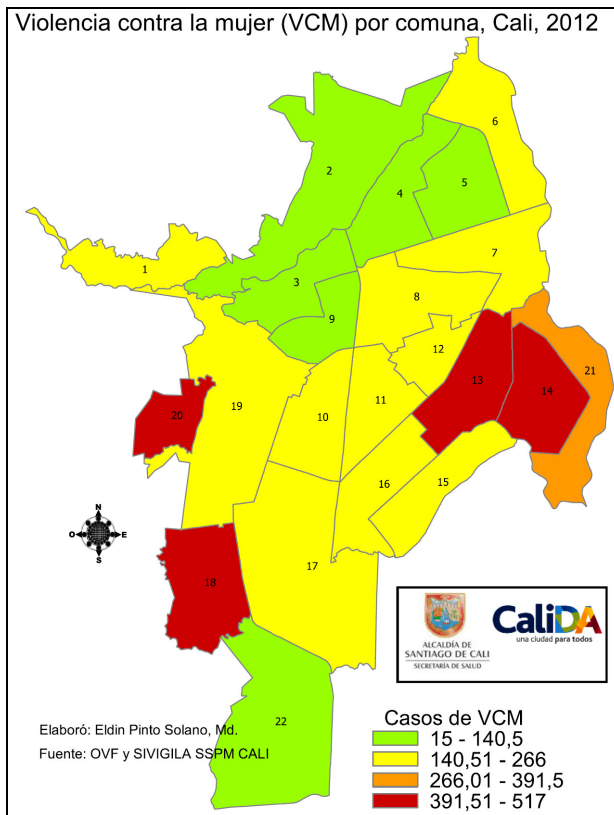 Violencia contra la mujer (VCM) por comuna, Cali, 2012
6
2
4
5
7
1
3
8
9
12
21
13
14
20
19
10
11
16
15
N
O E
S
17
18
CaliDA
una ciudad para todos
ALCALDÍA DE
SANTIAGO DE CALI
SECRETARÍA DE SALUD
22
Elaboró: Eldin Pinto Solano, Md.
Fuente: OVF y SIVIGILA SSPM CALI
Casos de VCM
15 - 140,5
140,51 - 266
266,01 - 391,5
391,51 - 517